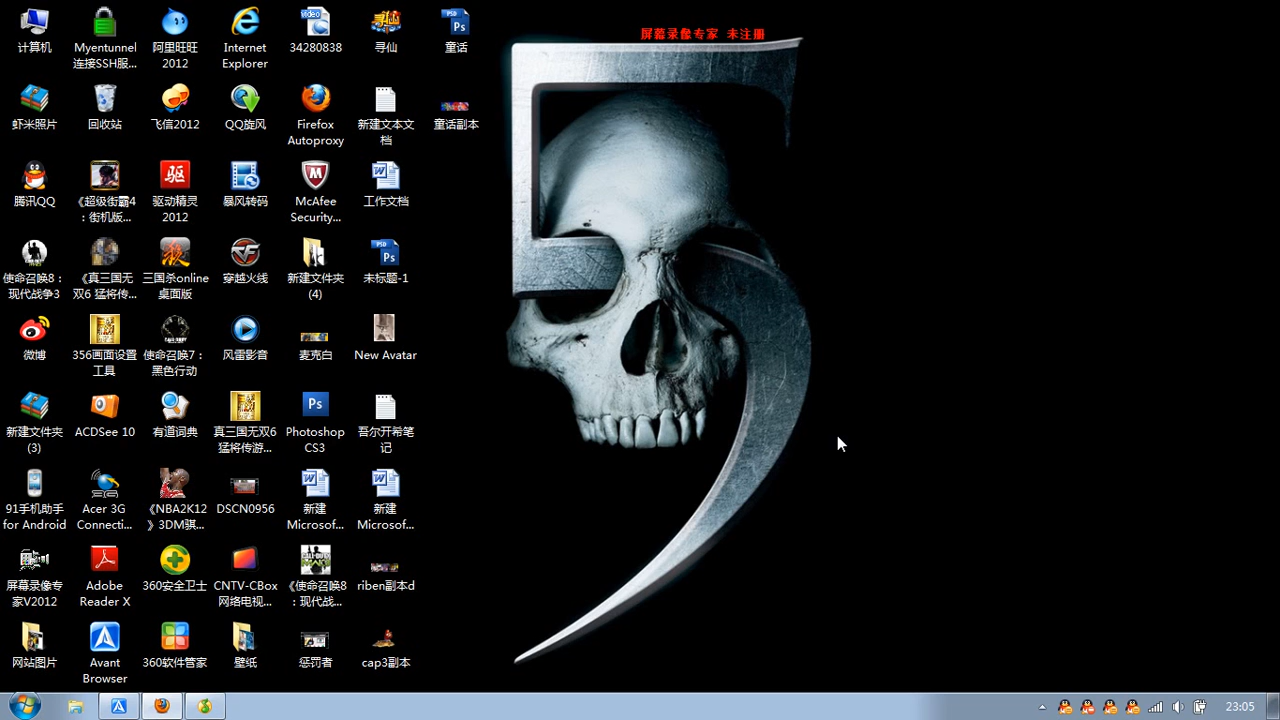 屏幕录像专家 未注册
计算机
Myentunnel
连接SSH服...
阿里旺旺
2012
Internet
Explorer
34280838
寻仙
童话
虾米照片
回收站
飞信2012
QQ旋风
Firefox
Autoproxy
新建文本文
档
童话副本
腾讯QQ
《超级街霸4
：街机版...
驱动精灵
2012
暴风转码
McAfee
Security...
工作文档
使命召唤8：
现代战争3
《真三国无
双6 猛将传...
三国杀online
桌面版
穿越火线
新建文件夹
(4)
未标题-1
微博
356画面设置
工具
使命召唤7：
黑色行动
风雷影音
麦克白
New Avatar
新建文件夹
(3)
ACDSee 10
有道词典
真三国无双6
猛将传游...
Photoshop
CS3
吾尔开希笔
记
91手机助手
for Android
Acer 3G
Connecti...
《NBA2K12
》3DM骐...
DSCN0956
新建
Microsof...
新建
Microsof...
屏幕录像专
家V2012
Adobe
Reader X
360安全卫士
CNTV-CBox
网络电视...
《使命召唤8
：现代战...
riben副本d
网站图片
Avant
Browser
360软件管家
壁纸
惩罚者
cap3副本
23:05